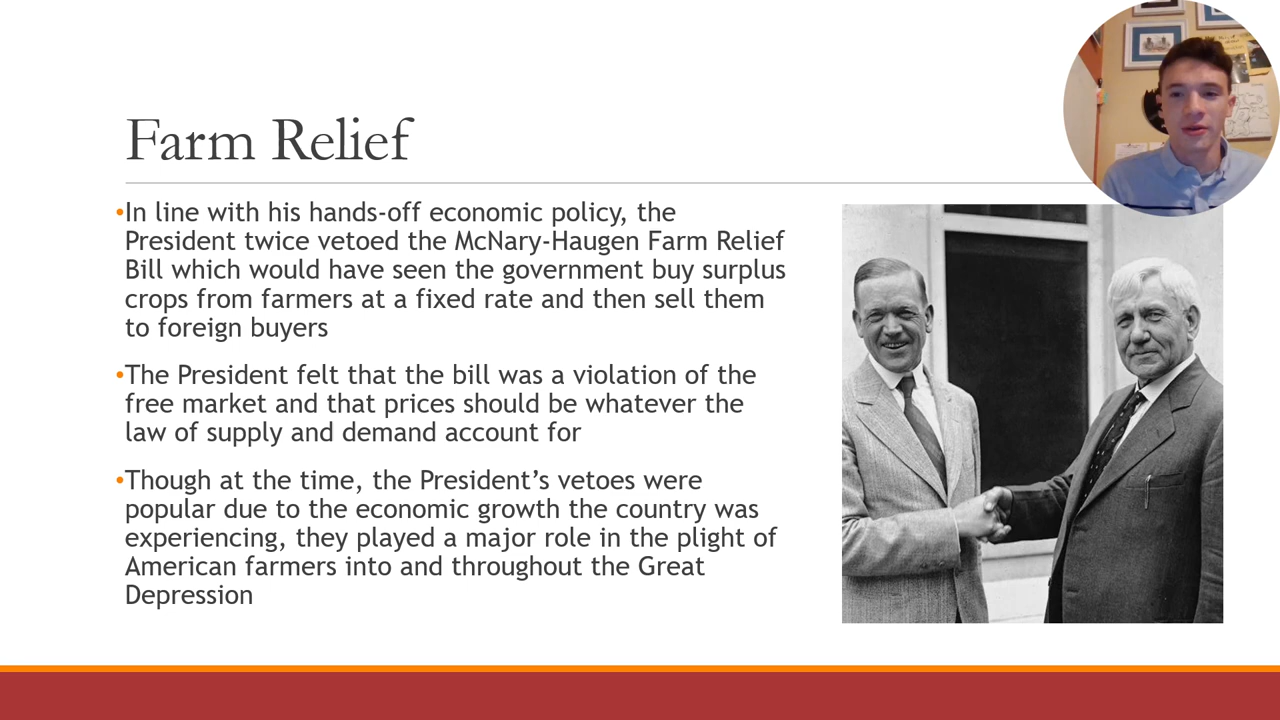 Farm Relief
•In line with his hands-off economic policy, the
President twice vetoed the McNary-Haugen Farm Relief
Bill which would have seen the government buy surplus
crops from farmers at a fixed rate and then sell them
to foreign buyers
•The President felt that the bill was a violation of the
free market and that prices should be whatever the
law of supply and demand account for
•Though at the time, the President’s vetoes were
popular due to the economic growth the country was
experiencing, they played a major role in the plight of
American farmers into and throughout the Great
Depression